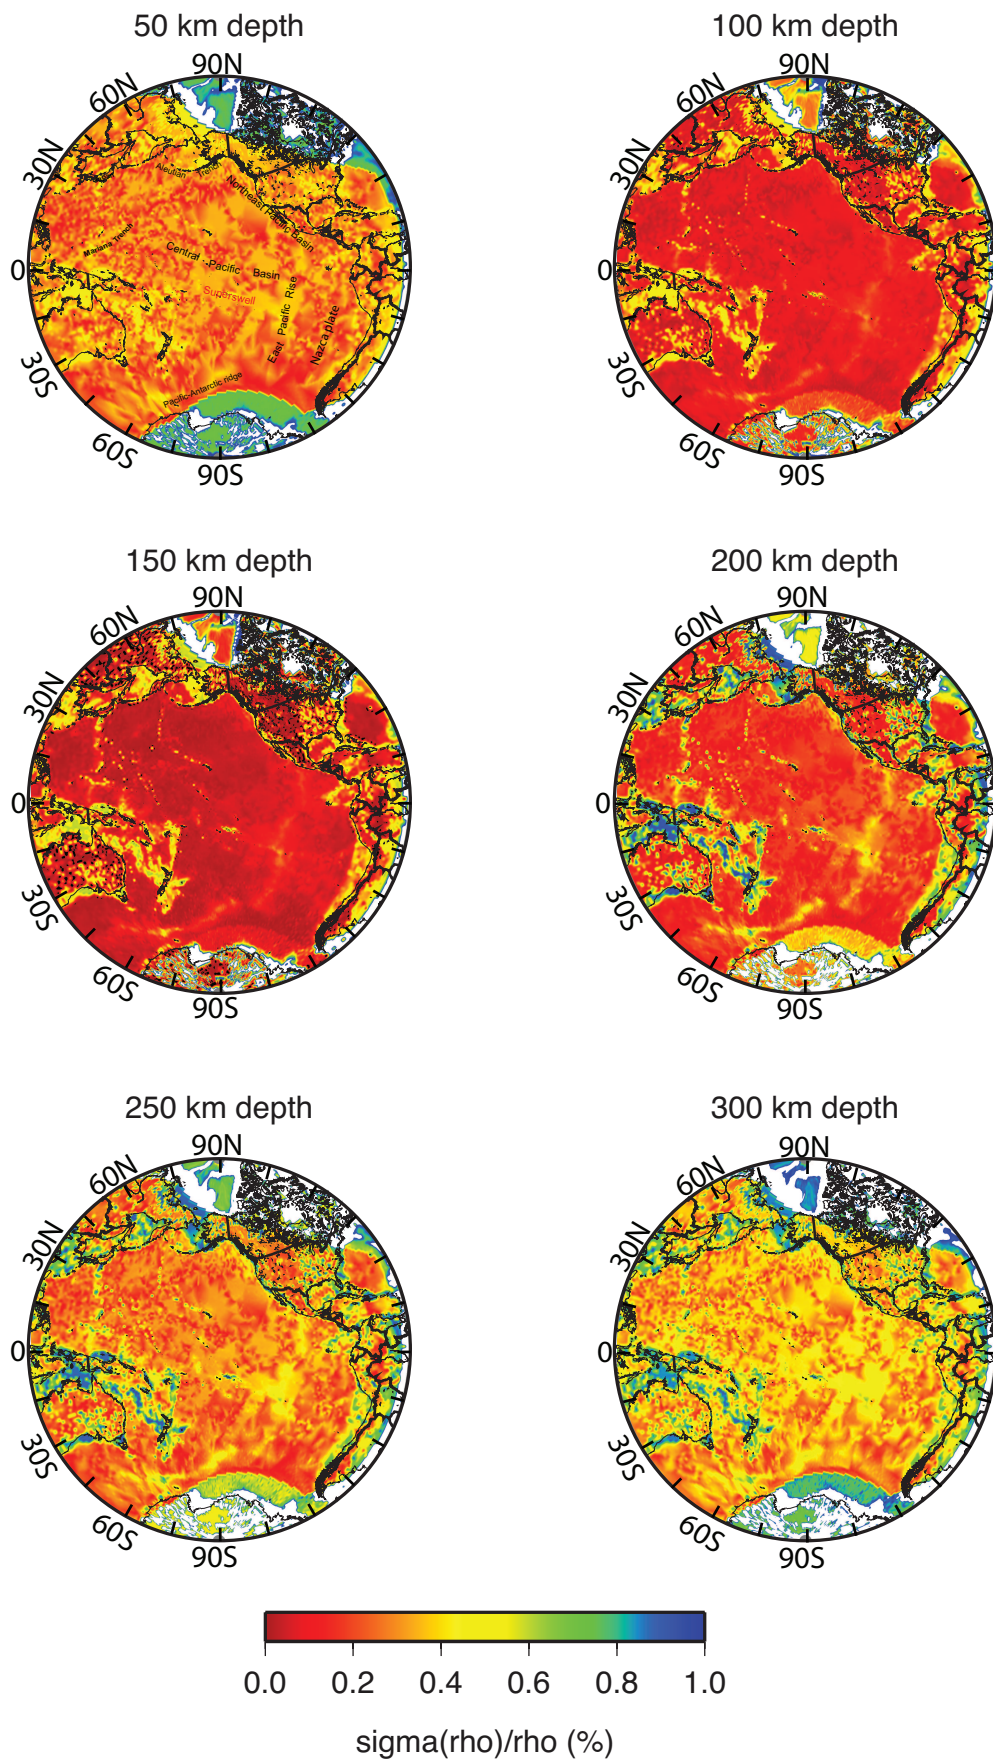 50 km depth
100 km depth
90N
90N
60N
60N
30N
30N
Aleutian Trench
Northeast Pacific Basin
Mariana Trench
Central Pacific Basin
0
0
Superswell
East Pacific Rise
Nazca plate
30S
30S
Pacific-Antarctic ridge
60S
60S
90S
90S
150 km depth
200 km depth
90N
90N
60N
60N
30N
30N
0
0
30S
30S
60S
60S
90S
90S
250 km depth
300 km depth
90N
90N
60N
60N
30N
30N
0
0
30S
30S
60S
60S
90S
90S
0.0 0.2 0.4 0.6 0.8 1.0
sigma(rho)/rho (%)